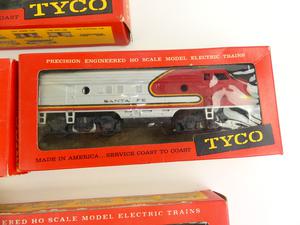 TYCO
PRECISION ENGINEERED HO SCALE MODEL ELECTRIC TRAINS
SANTA FE
TYCO
MADE IN AMERICA... SERVICE COAST TO COAST
ERED HO SCALE MODEL ELECTRIC TRAINS